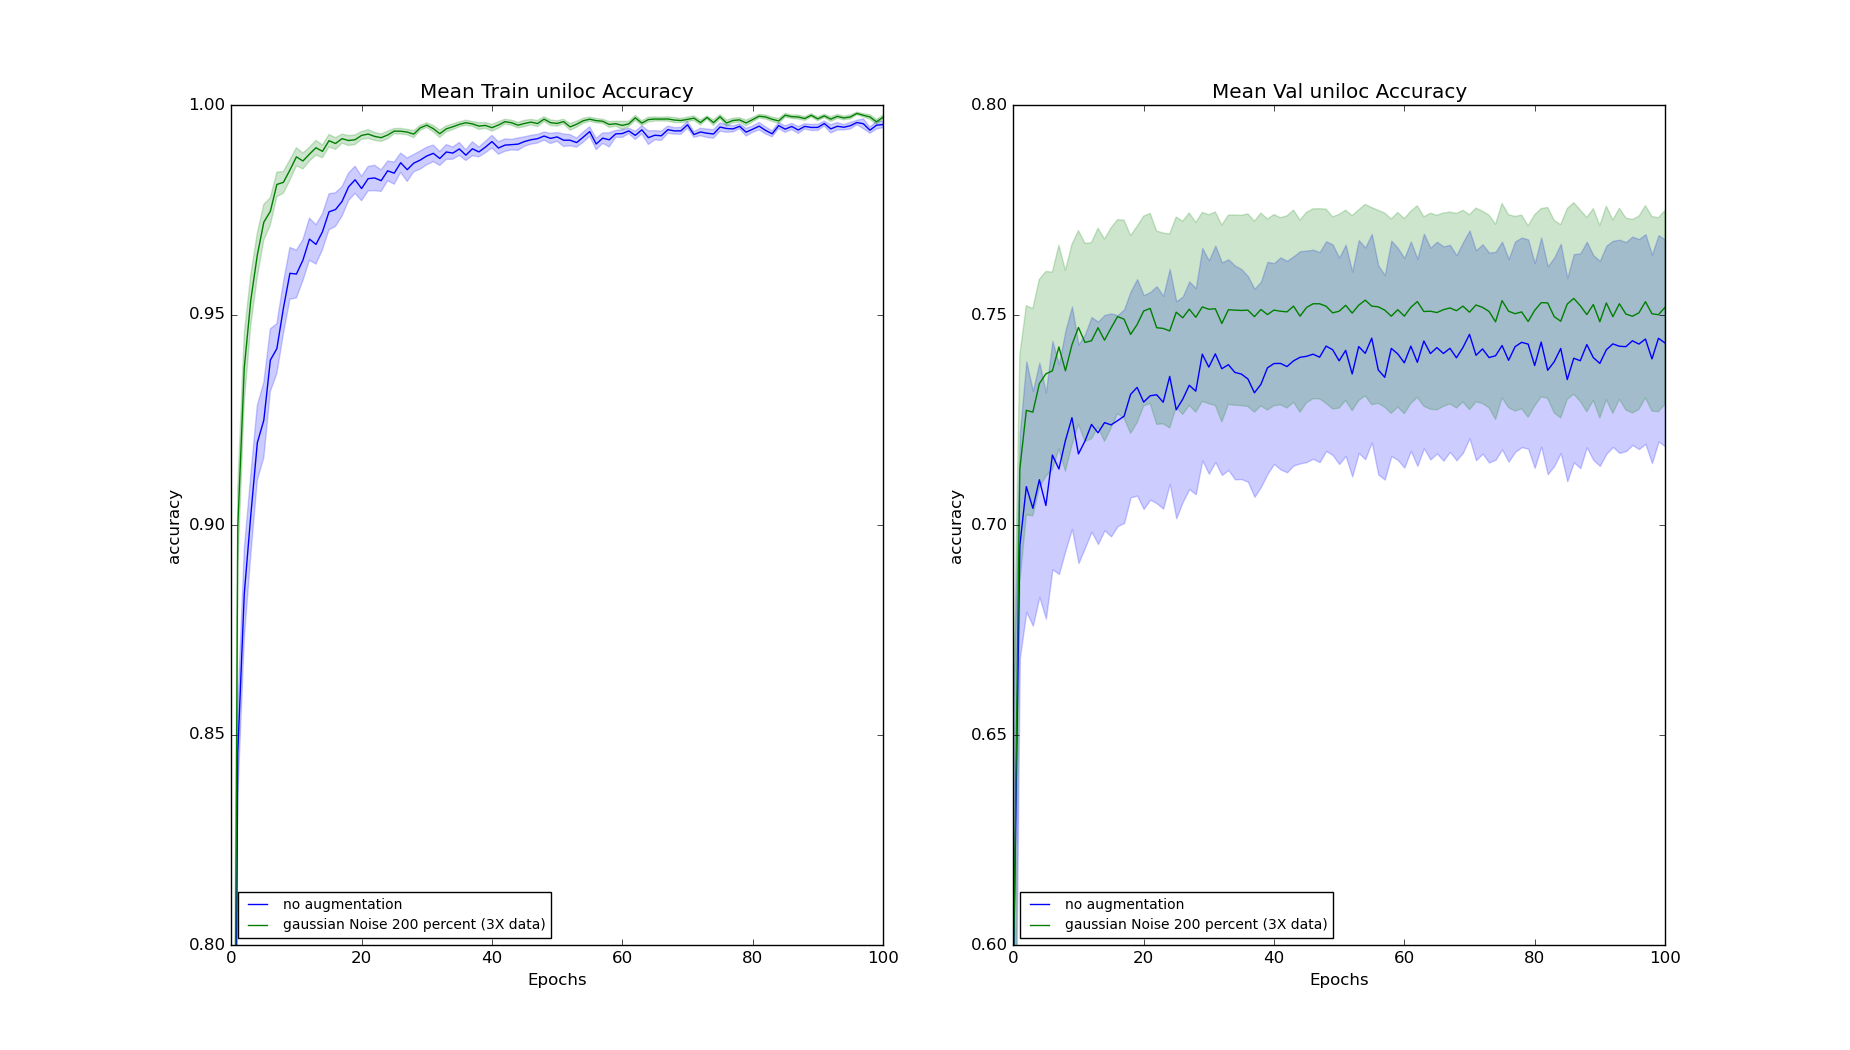 Mean Train uniloc Accuracy
1.00
0.95
0.90
0.85
0.80
accuracy
no augmentation
gaussian Noise 200 percent (3X data)
0 20 40 60 80 100
Epochs
Mean Val uniloc Accuracy
0.80
0.75
0.70
0.65
0.60
accuracy
no augmentation
gaussian Noise 200 percent (3X data)
0 20 40 60 80 100
Epochs